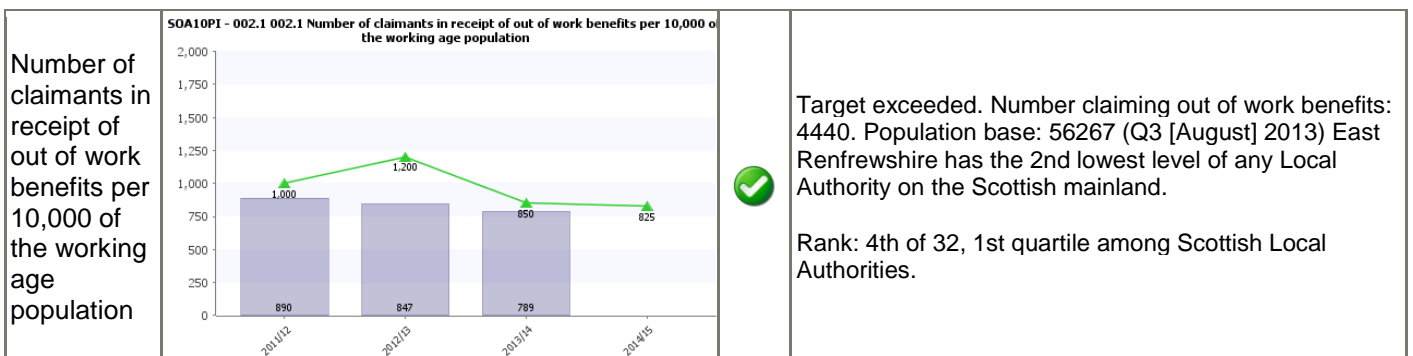 Number of
claimants in
receipt of
out of work
benefits per
10,000 of
the working
age
population
SOA10PI - 002.1 002.1 Number of claimants in receipt of out of work benefits per 10,000 o
the working age population
2,000
1,750
1,500
1,250
1,000
750
500
250
0
1,000
1,200
850
825
890
847
789
2011/12
2012/13
2013/14
2014/15
Target exceeded. Number claiming out of work benefits:
4440. Population base: 56267 (Q3 [August] 2013) East
Renfrewshire has the 2nd lowest level of any Local
Authority on the Scottish mainland.
Rank: 4th of 32, 1st quartile among Scottish Local
Authorities.